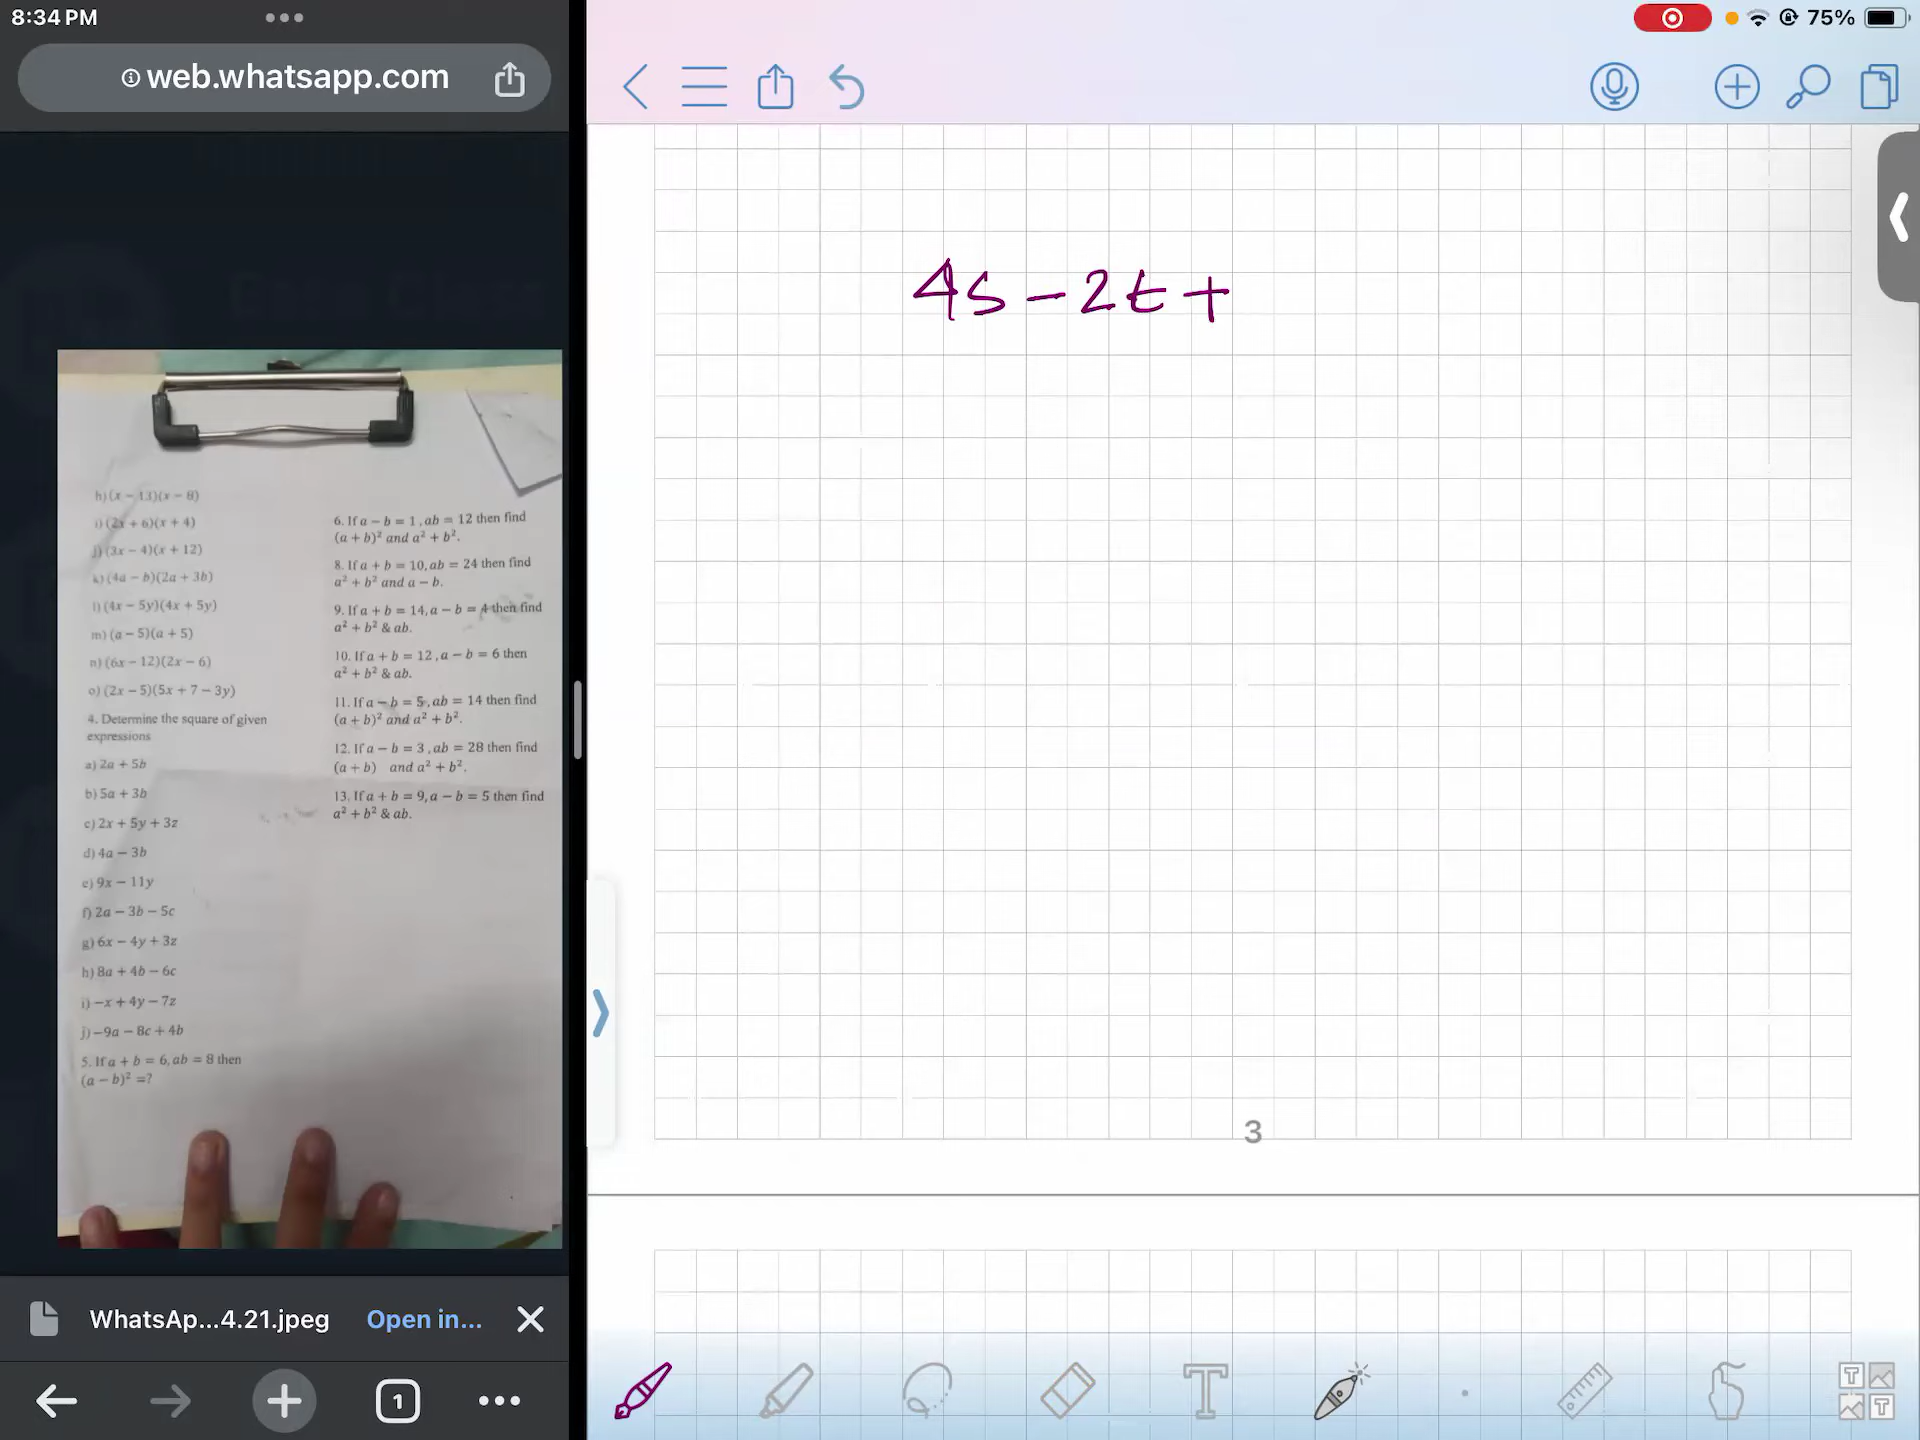 8:34 PM
75%
web.whatsapp.com
4s - 2t +
h) (x − 13)(x − 8)
i) (2x + 6)(x + 4)
j) (3x − 4)(x + 12)
k) (4a − b)(2a + 3b)
l) (4x − 5y)(4x + 5y)
m) (a − 5)(a + 5)
n) (6x − 12)(2x − 6)
o) (2x − 5)(5x + 7 − 3y)
4. Determine the square of given
expressions
a) 2a + 5b
b) 5a + 3b
c) 2x + 5y + 3z
d) 4a − 3b
e) 9x − 11y
f) 2a − 3b − 5c
g) 6x − 4y + 3z
h) 8a + 4b − 6c
i) −x + 4y − 7z
j) −9a − 8c + 4b
5. If a + b = 6, ab = 8 then
(a − b)² =?
6. If a − b = 1, ab = 12 then find
(a + b)² and a² + b².
8. If a + b = 10, ab = 24 then find
a² + b² and a − b.
9. If a + b = 14, a − b = 4 then find
a² + b² & ab.
10. If a + b = 12, a − b = 6 then
a² + b² & ab.
11. If a − b = 5, ab = 14 then find
(a + b)² and a² + b².
12. If a − b = 3, ab = 28 then find
(a + b) and a² + b².
13. If a + b = 9, a − b = 5 then find
a² + b² & ab.
3
WhatsAp...4.21.jpeg
Open in...
1
T
T
T